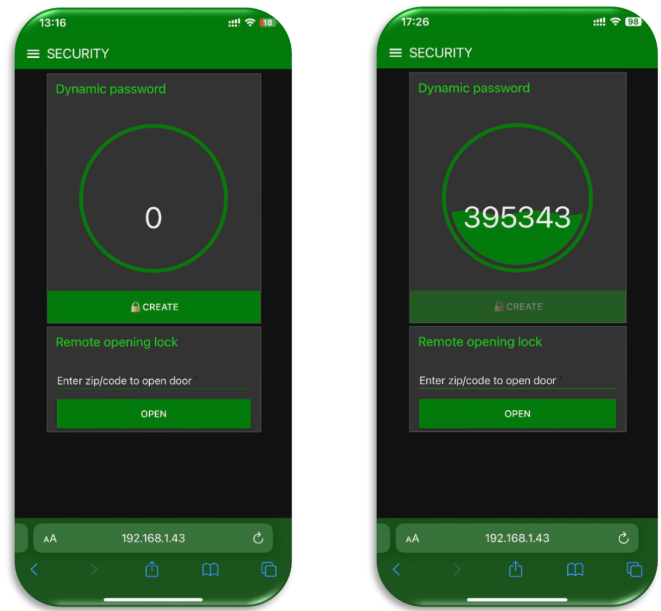 13:16
18
SECURITY
Dynamic password
0
CREATE
Remote opening lock
Enter zip/code to open door *
OPEN
AA
192.168.1.43
17:26
98
SECURITY
Dynamic password
395343
CREATE
Remote opening lock
Enter zip/code to open door *
OPEN
AA
192.168.1.43